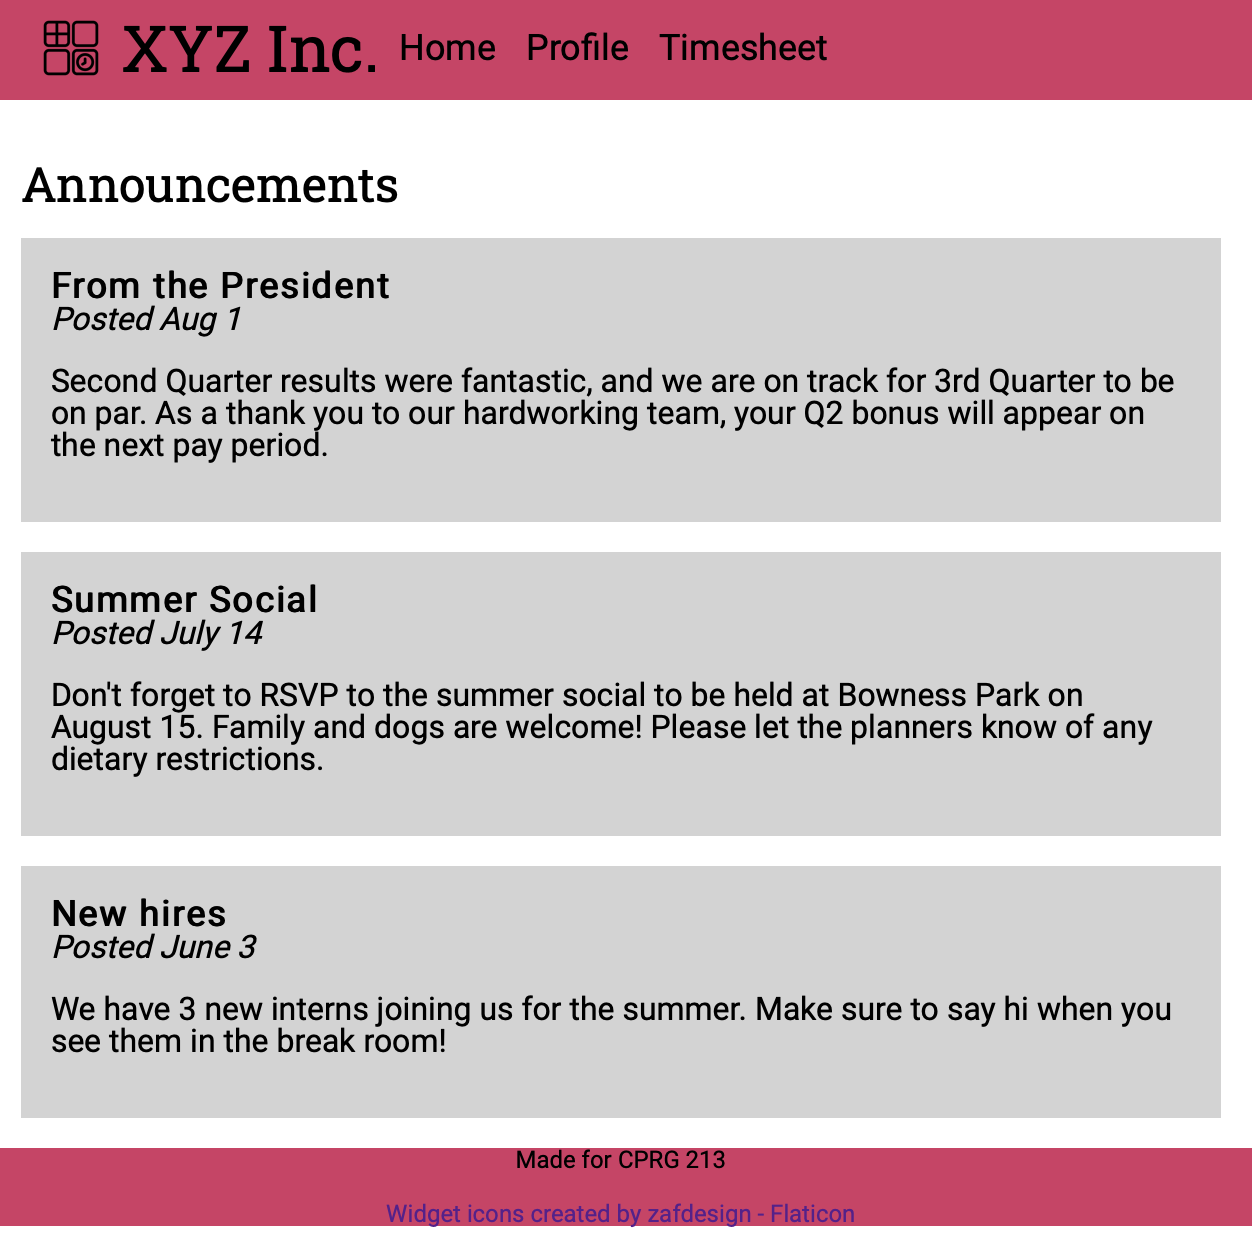 XYZ Inc. Home Profile Timesheet
Announcements
From the President
Posted Aug 1
Second Quarter results were fantastic, and we are on track for 3rd Quarter to be
on par. As a thank you to our hardworking team, your Q2 bonus will appear on
the next pay period.
Summer Social
Posted July 14
Don't forget to RSVP to the summer social to be held at Bowness Park on
August 15. Family and dogs are welcome! Please let the planners know of any
dietary restrictions.
New hires
Posted June 3
We have 3 new interns joining us for the summer. Make sure to say hi when you
see them in the break room!
Made for CPRG 213
Widget icons created by zafdesign - Flaticon